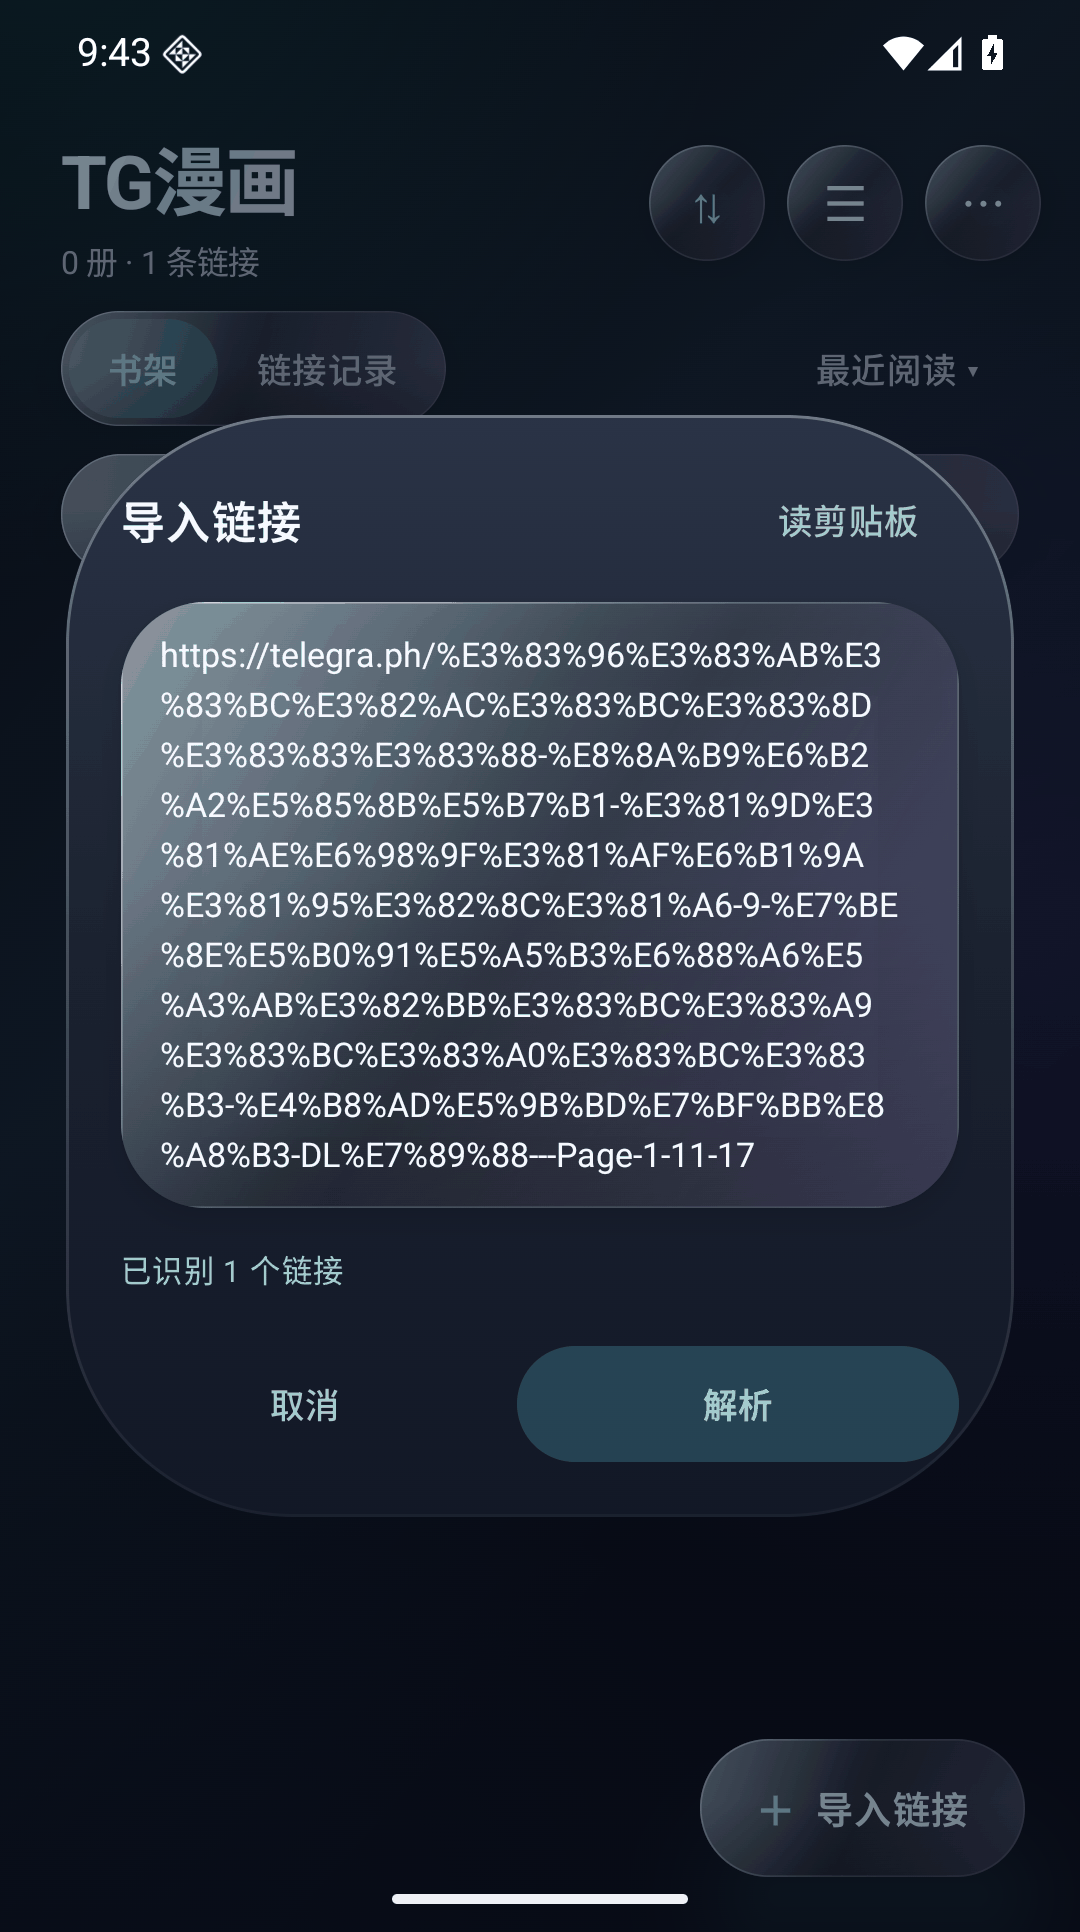 9:43
TG漫画
0 册 · 1 条链接
书架
链接记录
最近阅读 ▾
导入链接
读剪贴板
https://telegra.ph/%E3%83%96%E3%83%AB%E3
%83%BC%E3%82%AC%E3%83%BC%E3%83%8D
%E3%83%83%E3%83%88-%E8%8A%B9%E6%B2
%A2%E5%85%8B%E5%B7%B1-%E3%81%9D%E3
%81%AE%E6%98%9F%E3%81%AF%E6%B1%9A
%E3%81%95%E3%82%8C%E3%81%A6-9-%E7%BE
%8E%E5%B0%91%E5%A5%B3%E6%88%A6%E5
%A3%AB%E3%82%BB%E3%83%BC%E3%83%A9
%E3%83%BC%E3%83%A0%E3%83%BC%E3%83
%B3-%E4%B8%AD%E5%9B%BD%E7%BF%BB%E8
%A8%B3-DL%E7%89%88---Page-1-11-17
已识别 1 个链接
取消
解析
+ 导入链接